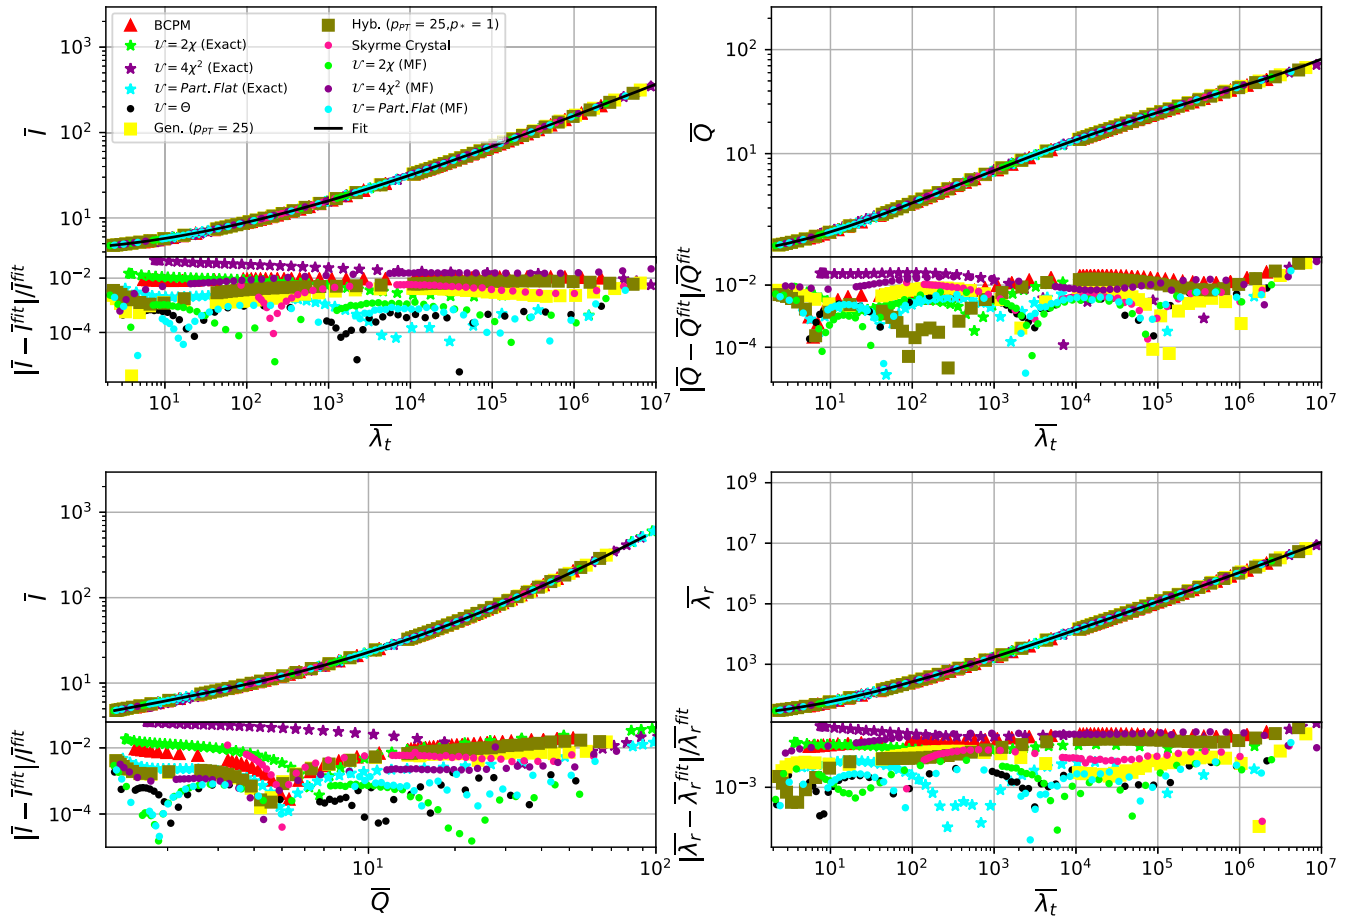 BCPM
𝒰 = 2χ (Exact)
𝒰 = 4χ² (Exact)
𝒰 = Part. Flat (Exact)
𝒰 = Θ
Gen. (p_PT = 25)
Hyb. (p_PT = 25, p_* = 1)
Skyrme Crystal
𝒰 = 2χ (MF)
𝒰 = 4χ² (MF)
𝒰 = Part. Flat (MF)
Fit
10³
10²
10¹
I̅
10⁻²
10⁻⁴
|I̅ − I̅^fit|/I̅^fit
10¹ 10² 10³ 10⁴ 10⁵ 10⁶ 10⁷
λ̅_t
10²
10¹
Q̅
10⁻²
10⁻⁴
|Q̅ − Q̅^fit|/Q̅^fit
10¹ 10² 10³ 10⁴ 10⁵ 10⁶ 10⁷
λ̅_t
10³
10²
10¹
I̅
10⁻²
10⁻⁴
|I̅ − I̅^fit|/I̅^fit
10¹ 10²
Q̅
10⁹
10⁷
10⁵
10³
λ̅_r
10⁻³
|λ̅_r − λ̅_r^fit|/λ̅_r^fit
10¹ 10² 10³ 10⁴ 10⁵ 10⁶ 10⁷
λ̅_t